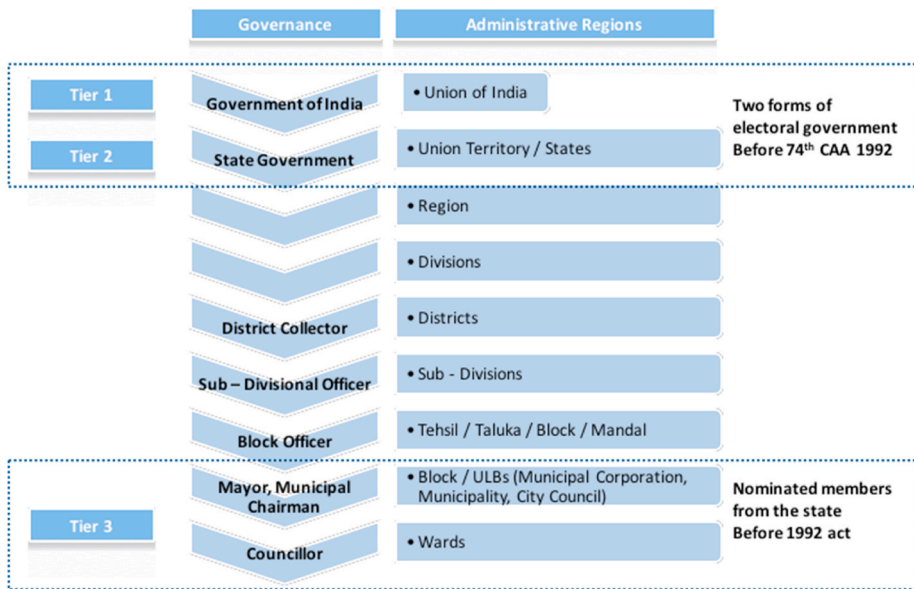 Governance
Administrative Regions
Tier 1
Government of India
• Union of India
Two forms of
electoral government
Before 74th CAA 1992
Tier 2
State Government
• Union Territory / States
• Region
• Divisions
District Collector
• Districts
Sub – Divisional Officer
• Sub - Divisions
Block Officer
• Tehsil / Taluka / Block / Mandal
Mayor, Municipal
Chairman
• Block / ULBs (Municipal Corporation,
Municipality, City Council)
Nominated members
from the state
Before 1992 act
Tier 3
Councillor
• Wards